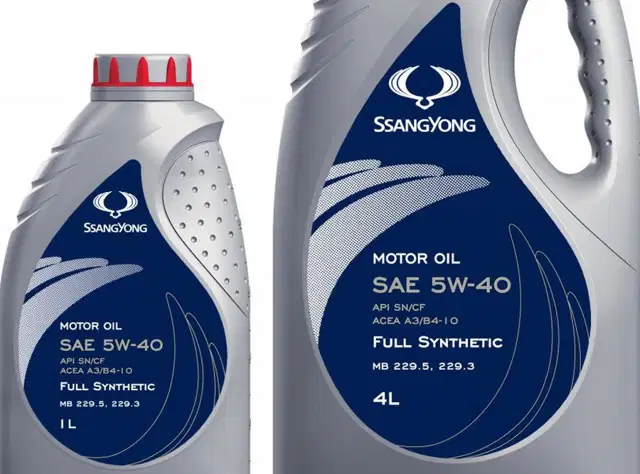 SSANGYONG
MOTOR OIL
SAE 5W-40
API SN/CF
ACEA A3/B4-10
FULL SYNTHETIC
MB 229.5, 229.3
1L
SSANGYONG
MOTOR OIL
SAE 5W-40
API SN/CF
ACEA A3/B4-10
FULL SYNTHETIC
MB 229.5, 229.3
4L